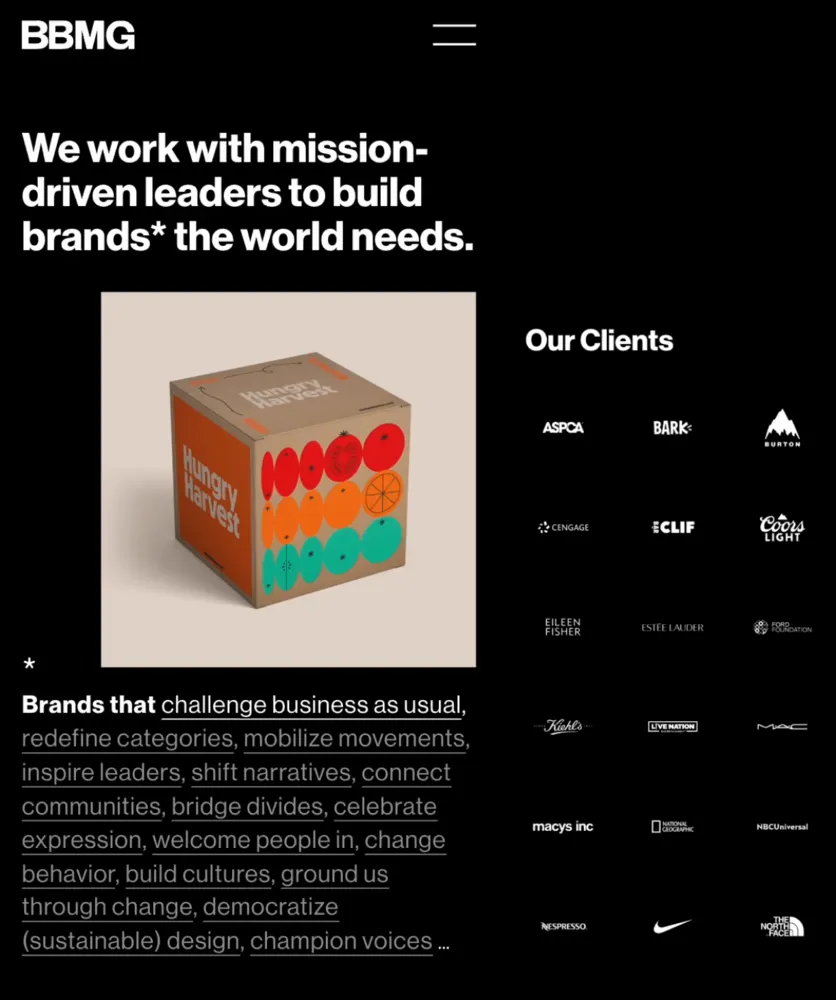 BBMG
We work with mission-
driven leaders to build
brands* the world needs.
Hungry
Harvest
Hungry
Harvest
*
Brands that challenge business as usual,
redefine categories, mobilize movements,
inspire leaders, shift narratives, connect
communities, bridge divides, celebrate
expression, welcome people in, change
behavior, build cultures, ground us
through change, democratize
(sustainable) design, champion voices ...
Our Clients
ASPCA
BARK
BURTON
CENGAGE
CLIF
Coors
LIGHT
EILEEN
FISHER
ESTĒE LAUDER
FORD
FOUNDATION
Kiehl's
LIVE NATION
MAC
macys inc
NATIONAL
GEOGRAPHIC
NBCUniversal
NESPRESSO
THE
NORTH
FACE